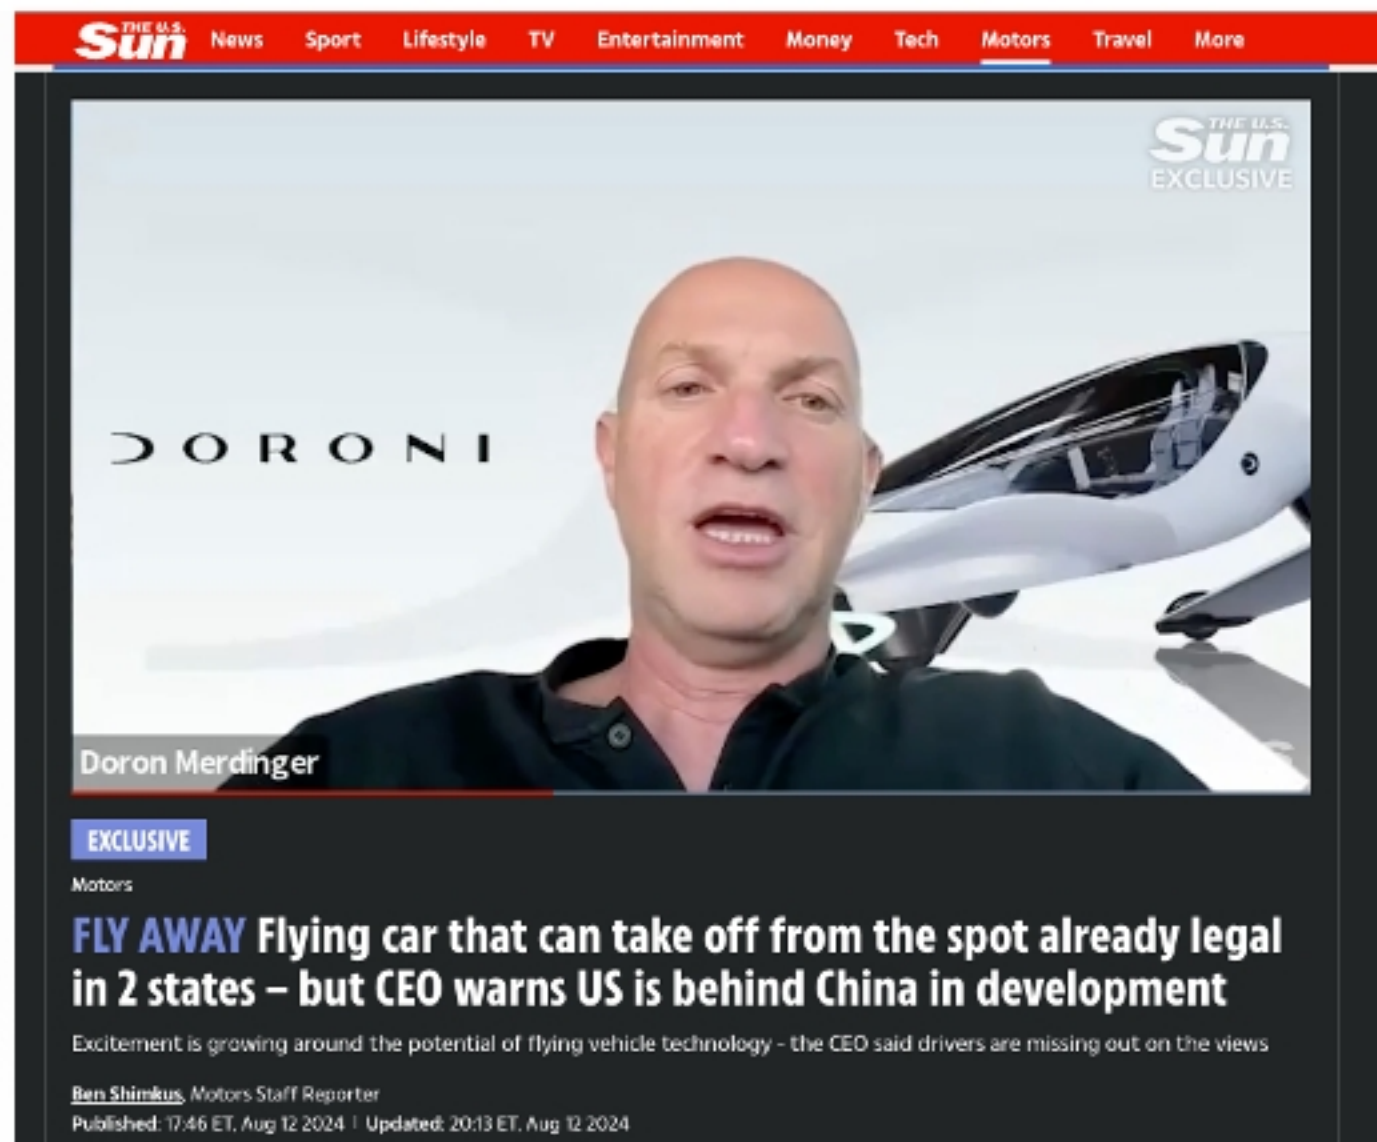 THE U.S.
Sun News Sport Lifestyle TV Entertainment Money Tech Motors Travel More
THE U.S.
Sun
EXCLUSIVE
DORONI
Doron Merdinger
EXCLUSIVE
Motors
FLY AWAY Flying car that can take off from the spot already legal
in 2 states – but CEO warns US is behind China in development
Excitement is growing around the potential of flying vehicle technology - the CEO said drivers are missing out on the views
Ben Shimkus, Motors Staff Reporter
Published: 17:46 ET, Aug 12 2024 | Updated: 20:13 ET, Aug 12 2024